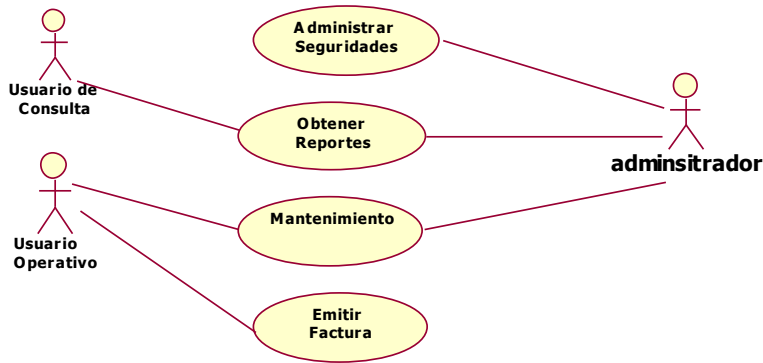 Administrar
Seguridades
Usuario de
Consulta
Obtener
Reportes
adminsitrador
Mantenimiento
Usuario
Operativo
Emitir
Factura